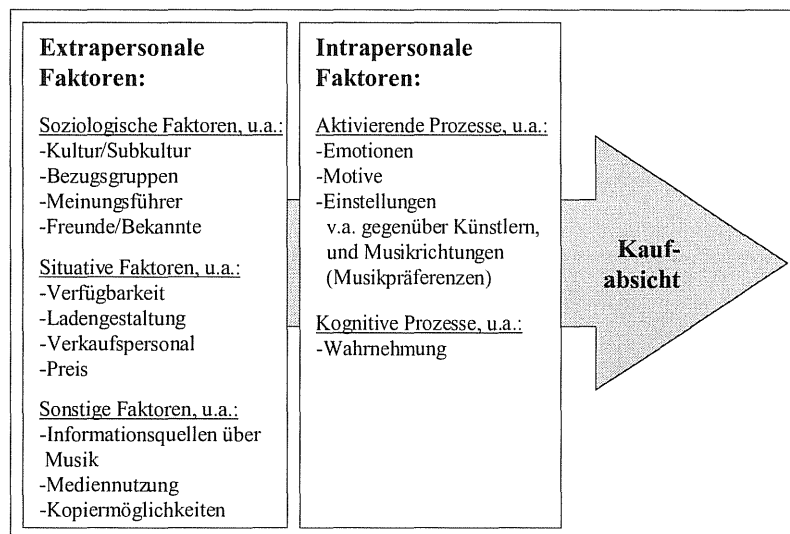 Extrapersonale
Faktoren:
Soziologische Faktoren, u.a.:
-Kultur/Subkultur
-Bezugsgruppen
-Meinungsführer
-Freunde/Bekannte
Situative Faktoren, u.a.:
-Verfügbarkeit
-Ladengestaltung
-Verkaufspersonal
-Preis
Sonstige Faktoren, u.a.:
-Informationsquellen über
Musik
-Mediennutzung
-Kopiermöglichkeiten
Intrapersonale
Faktoren:
Aktivierende Prozesse, u.a.:
-Emotionen
-Motive
-Einstellungen
v.a. gegenüber Künstlern,
und Musikrichtungen
(Musikpräferenzen)
Kognitive Prozesse, u.a.:
-Wahrnehmung
Kauf-
absicht